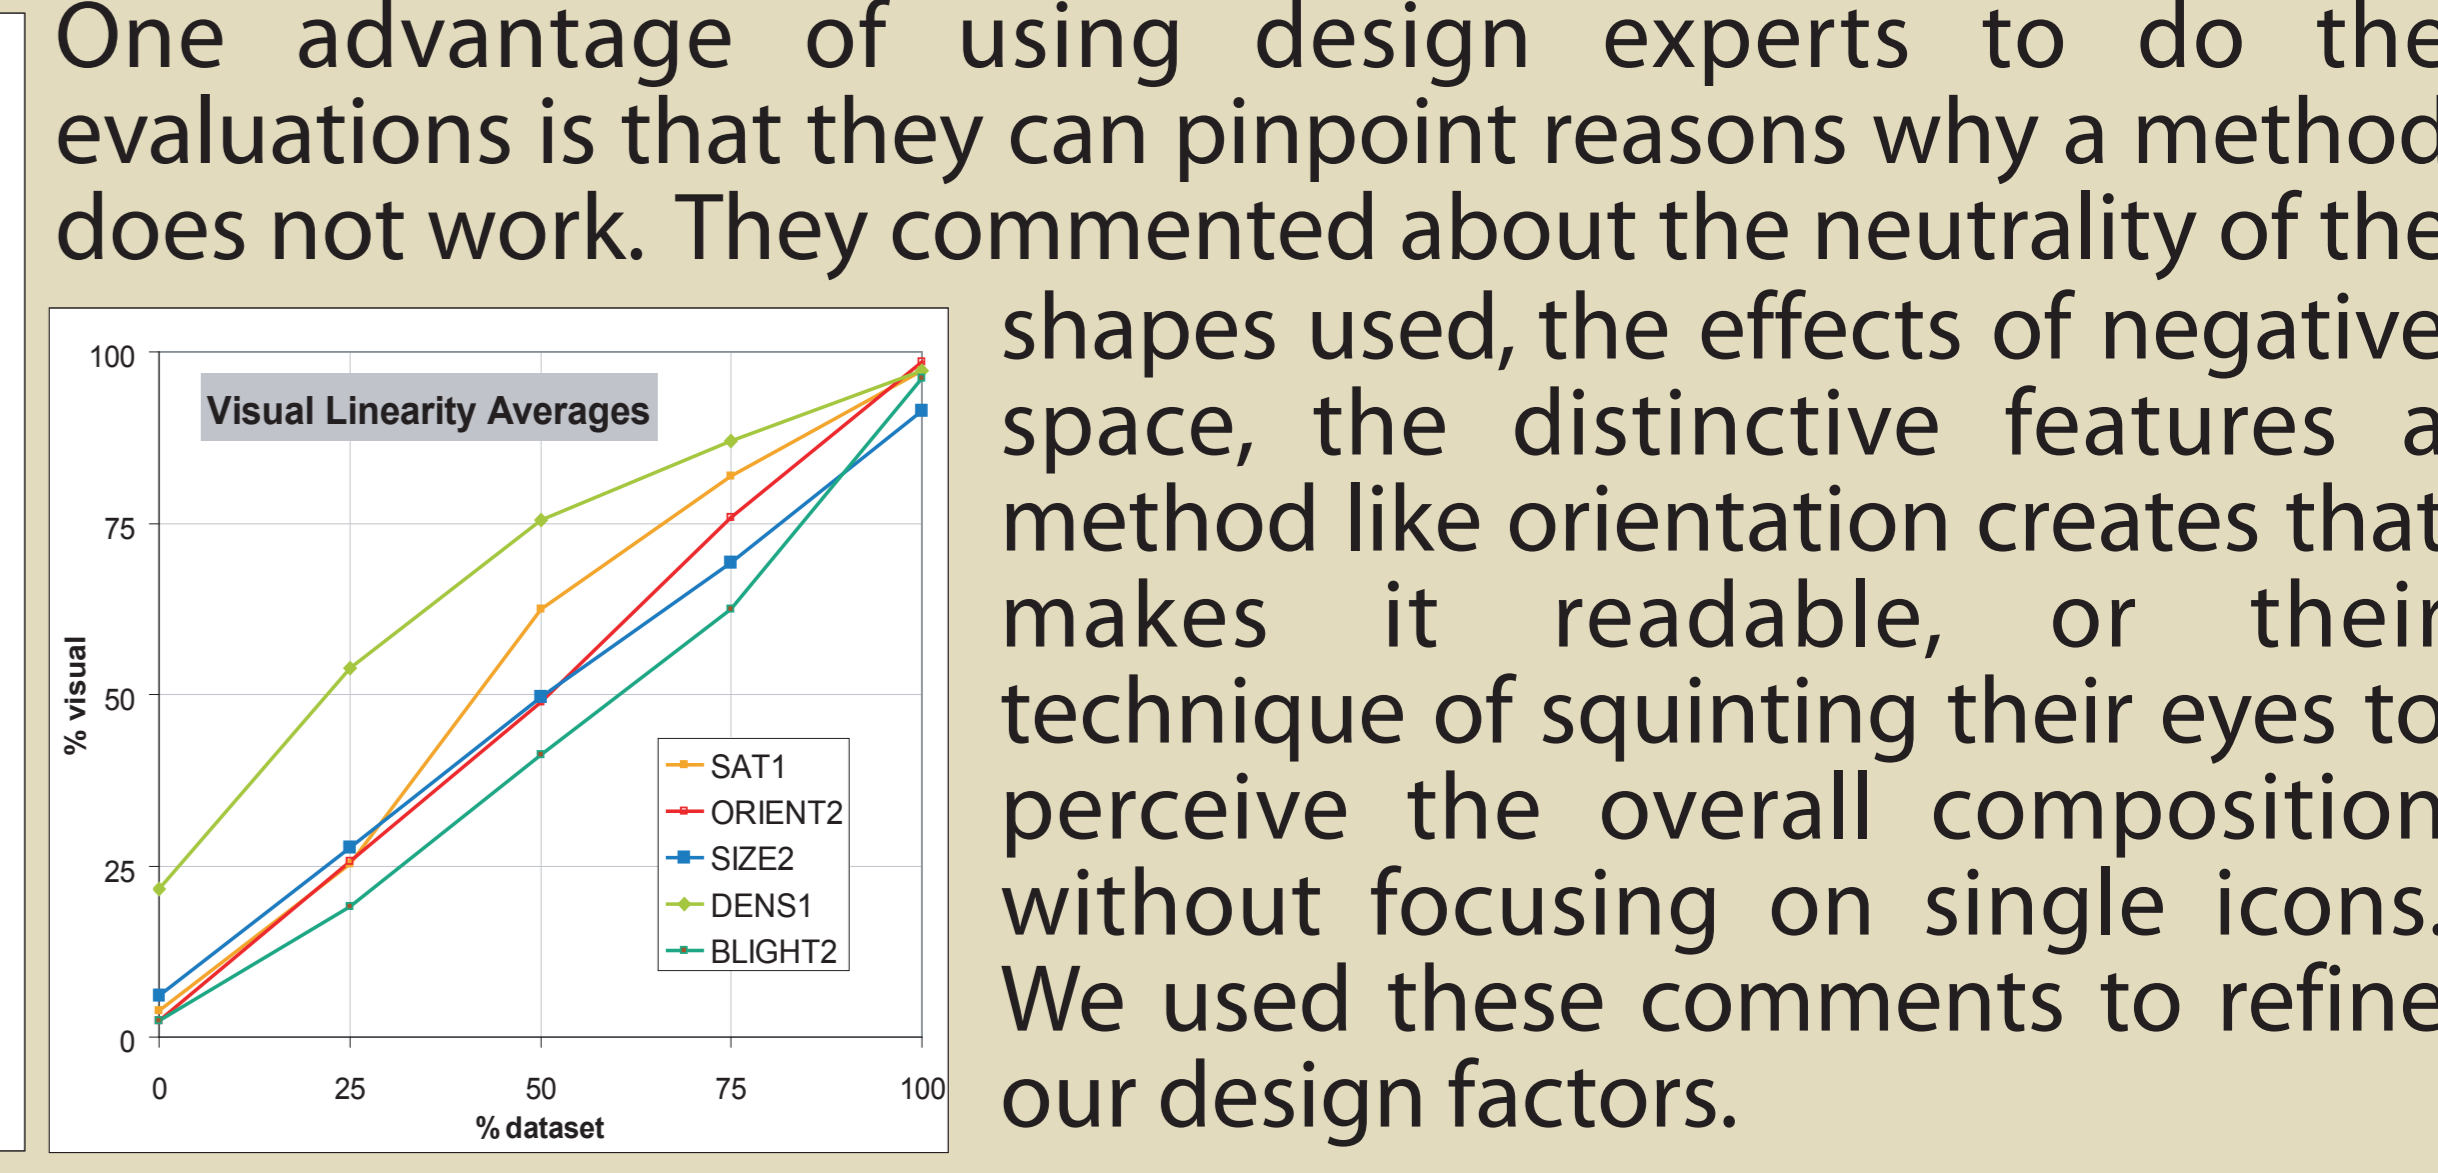 One advantage of using design experts to do the
evaluations is that they can pinpoint reasons why a method
does not work. They commented about the neutrality of the
shapes used, the effects of negative
space, the distinctive features a
method like orientation creates that
makes it readable, or their
technique of squinting their eyes to
perceive the overall composition
without focusing on single icons.
We used these comments to refine
our design factors.
Visual Linearity Averages
100
75
50
25
0
% visual
SAT1
ORIENT2
SIZE2
DENS1
BLIGHT2
0 25 50 75 100
% dataset